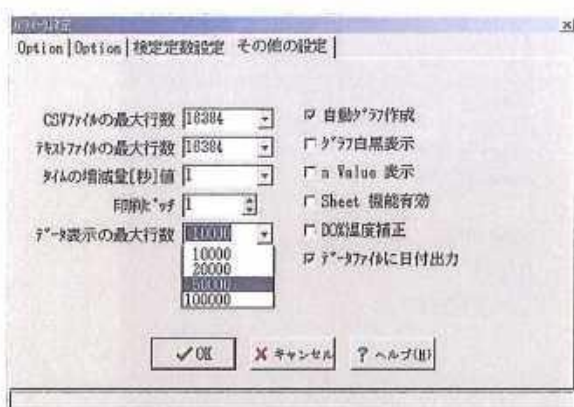 Option Option 検定定数設定 その他の設定
CSVファイルの最大行数 16384
テキストファイルの最大行数 16384
タイムの増減量[秒]値 1
印刷ピッチ 1
データ表示の最大行数
10000
20000
50000
100000
自動グラフ作成
グラフ白黒表示
n Value 表示
Sheet 機能有効
DO%温度補正
データファイルに日付出力
OK キャンセル ? ヘルプ(H)